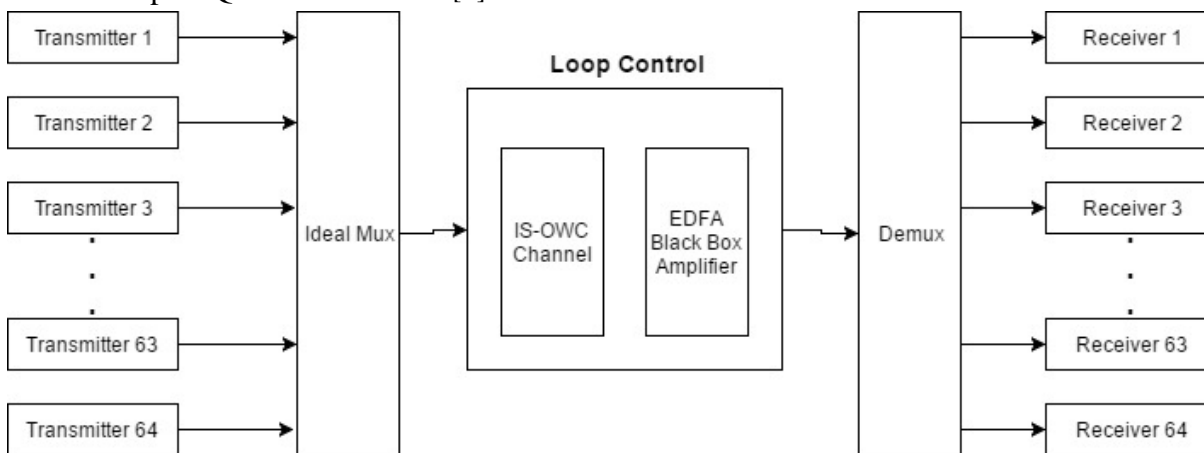 Transmitter 1
Transmitter 2
Transmitter 3
Transmitter 63
Transmitter 64
Ideal Mux
Loop Control
IS-OWC
Channel
EDFA
Black Box
Amplifier
Demux
Receiver 1
Receiver 2
Receiver 3
Receiver 63
Receiver 64